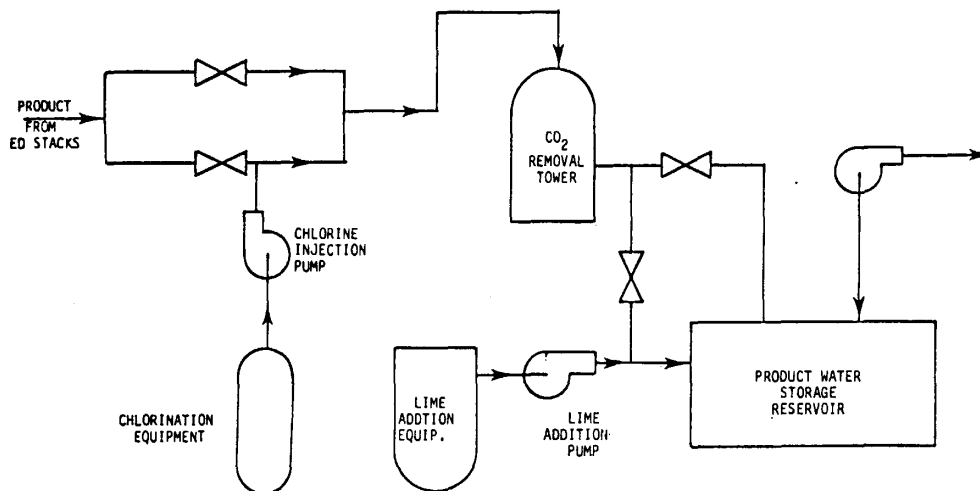 PRODUCT
FROM
ED STACKS
CO2
REMOVAL
TOWER
CHLORINE
INJECTION
PUMP
CHLORINATION
EQUIPMENT
LIME
ADDTION
EQUIP.
LIME
ADDITION
PUMP
PRODUCT WATER
STORAGE
RESERVOIR